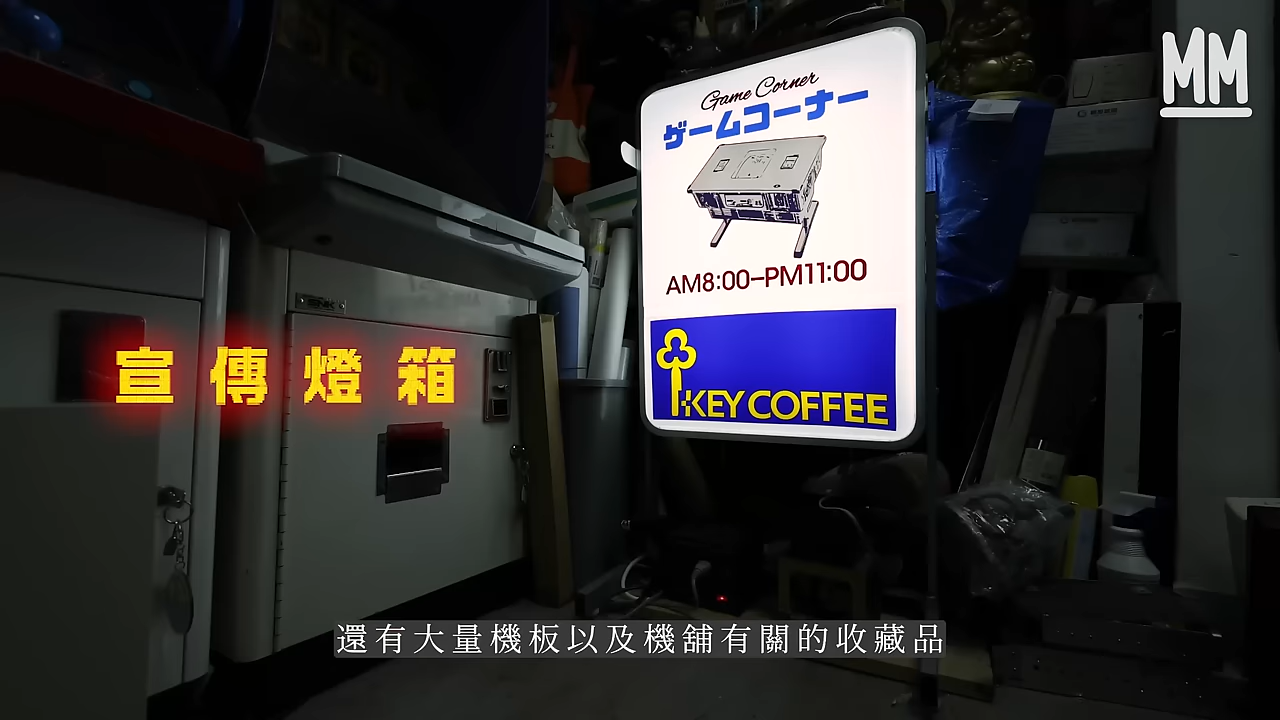 MM
Game Corner
ゲームコーナー
AM8:00-PM11:00
KEY COFFEE
SNK
宣傳燈箱
還有大量機板以及機舖有關的收藏品